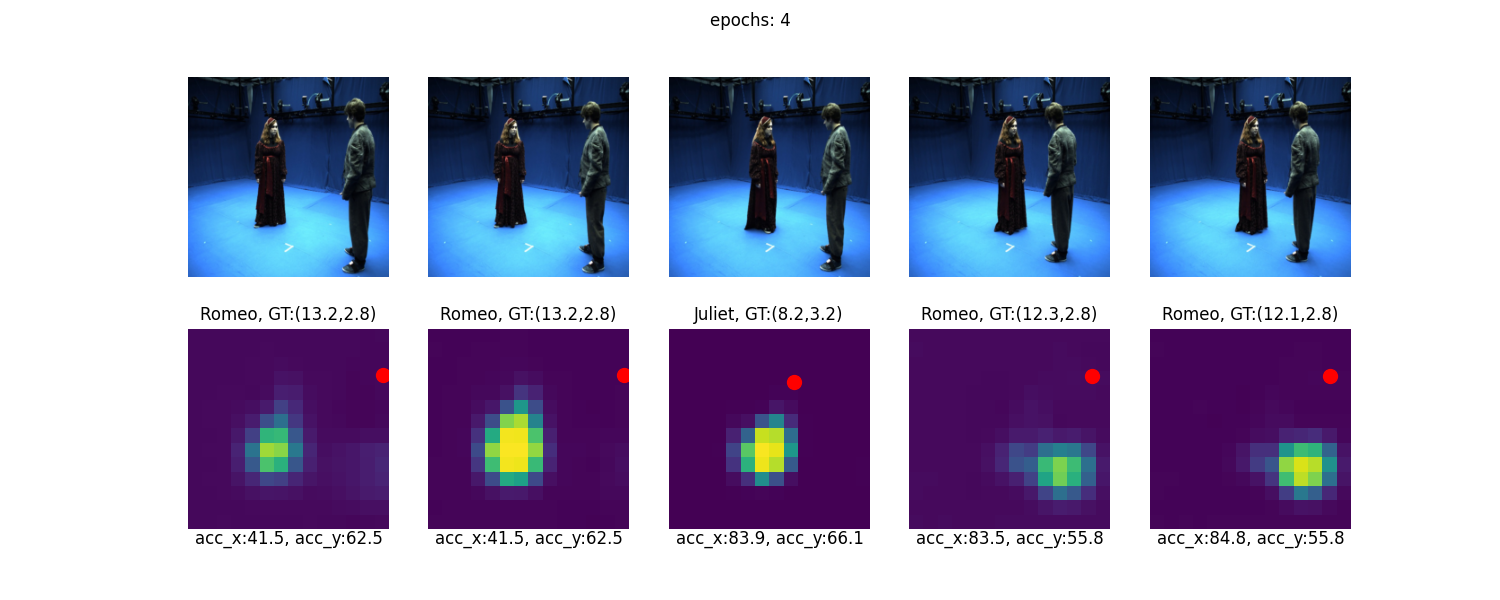 epochs: 4
Romeo, GT:(13.2,2.8)
Romeo, GT:(13.2,2.8)
Juliet, GT:(8.2,3.2)
Romeo, GT:(12.3,2.8)
Romeo, GT:(12.1,2.8)
acc_x:41.5, acc_y:62.5
acc_x:41.5, acc_y:62.5
acc_x:83.9, acc_y:66.1
acc_x:83.5, acc_y:55.8
acc_x:84.8, acc_y:55.8